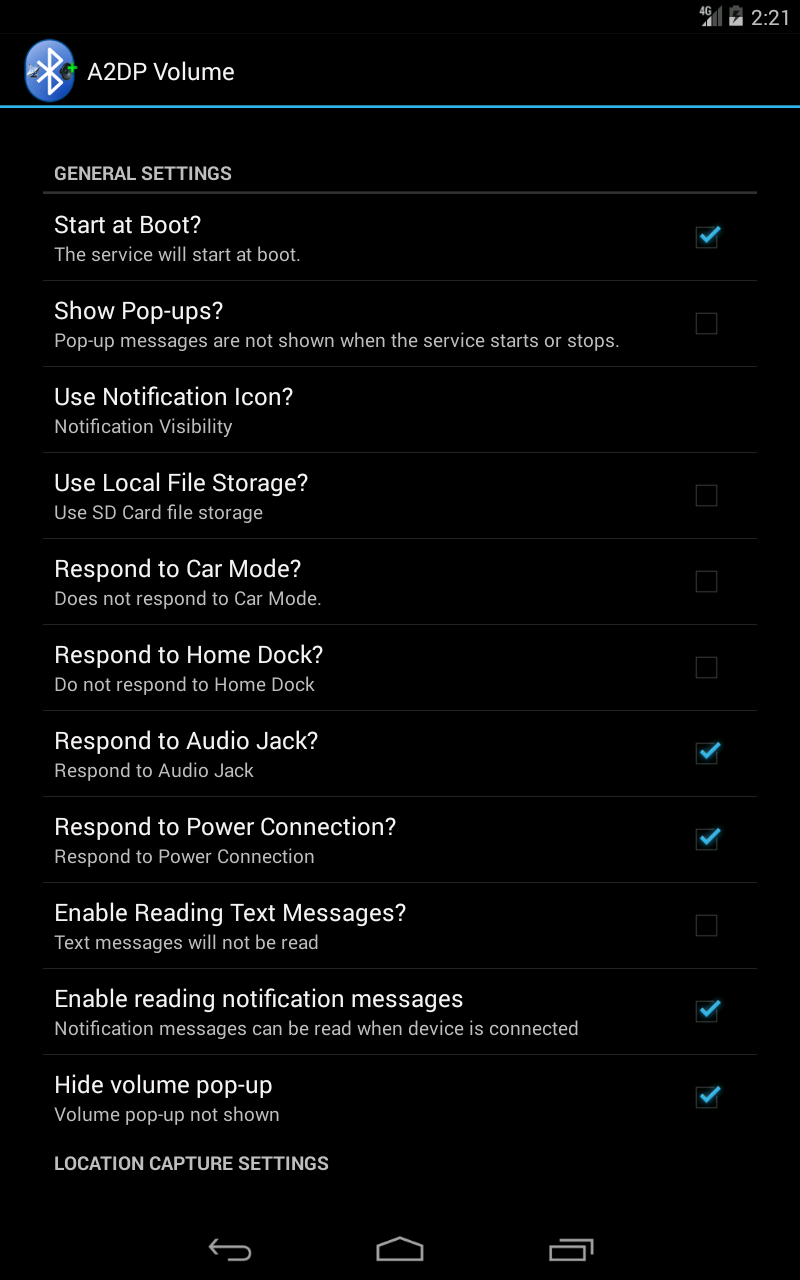 4G 2:21
A2DP Volume
GENERAL SETTINGS
Start at Boot?
The service will start at boot.
Show Pop-ups?
Pop-up messages are not shown when the service starts or stops.
Use Notification Icon?
Notification Visibility
Use Local File Storage?
Use SD Card file storage
Respond to Car Mode?
Does not respond to Car Mode.
Respond to Home Dock?
Do not respond to Home Dock
Respond to Audio Jack?
Respond to Audio Jack
Respond to Power Connection?
Respond to Power Connection
Enable Reading Text Messages?
Text messages will not be read
Enable reading notification messages
Notification messages can be read when device is connected
Hide volume pop-up
Volume pop-up not shown
LOCATION CAPTURE SETTINGS